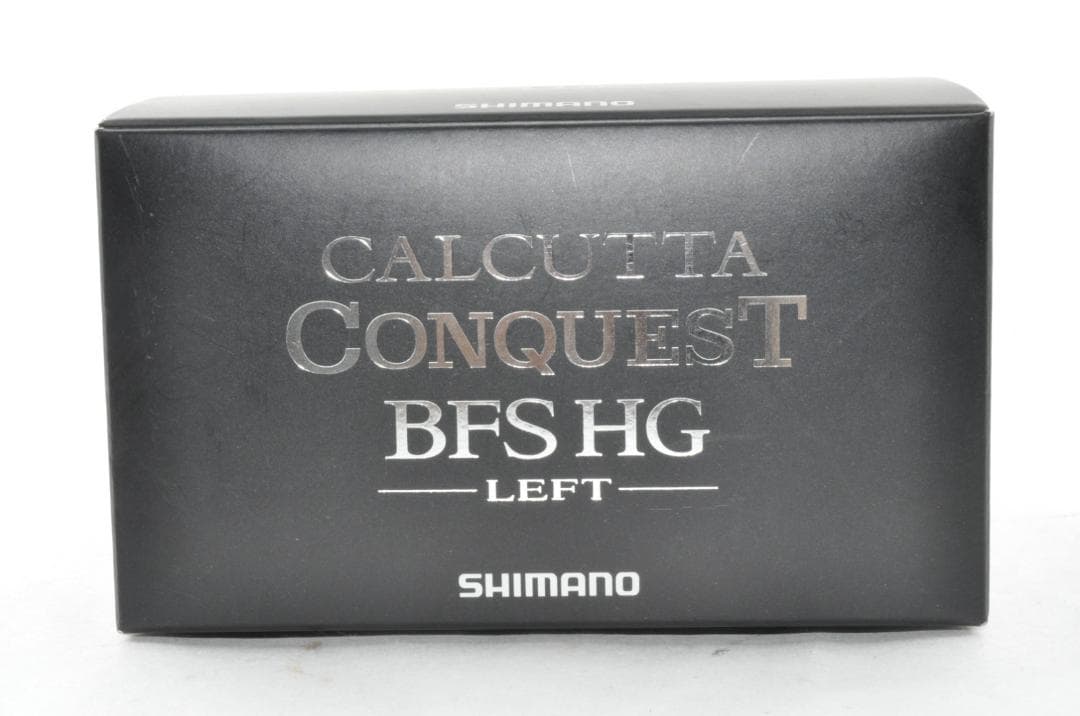 SHIMANO
CALCUTTA
CONQUEST
BFS HG
LEFT
SHIMANO